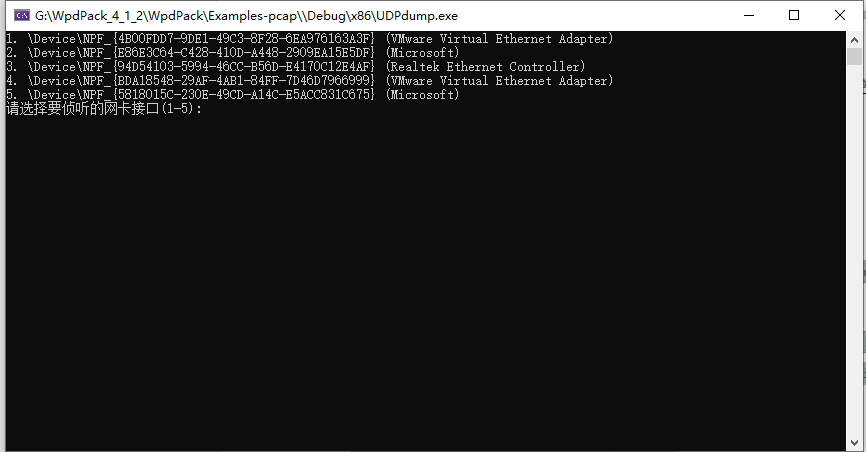 G:\WpdPack_4_1_2\WpdPack\Examples-pcap\\Debug\x86\UDPdump.exe
1. \Device\NPF_{4B00FDD7-9DE1-49C3-8F28-6EA976163A3F} (VMware Virtual Ethernet Adapter)
2. \Device\NPF_{E86E3C64-C428-410D-A448-2909EA15E5DF} (Microsoft)
3. \Device\NPF_{94D54103-5994-46CC-B56D-E4170C12E4AF} (Realtek Ethernet Controller)
4. \Device\NPF_{BDA18548-29AF-4AB1-84FF-7D46D7966999} (VMware Virtual Ethernet Adapter)
5. \Device\NPF_{5818015C-230E-49CD-A14C-E5ACC831C675} (Microsoft)
请选择要侦听的网卡接口(1-5):